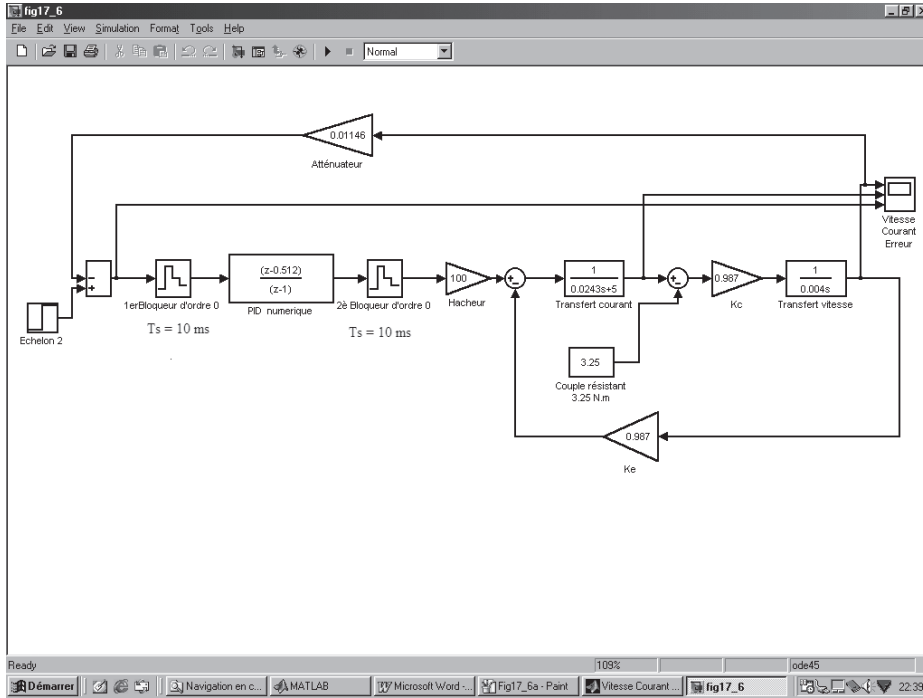 fig17_6
File Edit View Simulation Format Tools Help
Normal
0.01146
Atténuateur
Vitesse
Courant
Erreur
Echelon 2
1erBloqueur d'ordre 0
Ts = 10 ms
(z-0.512)
(z-1)
PID numerique
2è Bloqueur d'ordre 0
Ts = 10 ms
100
Hacheur
1
0.0243s+5
Transfert courant
0.987
Kc
1
0.004s
Transfert vitesse
3.25
Couple résistant
3.25 N.m
0.987
Ke
Ready 109% ode45
Démarrer Navigation en c... MATLAB Microsoft Word -... Fig17_6a - Paint Vitesse Courant ... fig17_6